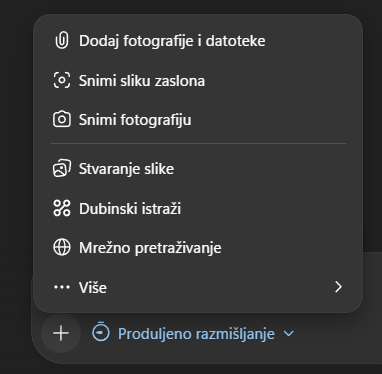 Dodaj fotografije i datoteke
Snimi sliku zaslona
Snimi fotografiju
Stvaranje slike
Dubinski istraži
Mrežno pretraživanje
Više
Produljeno razmišljanje